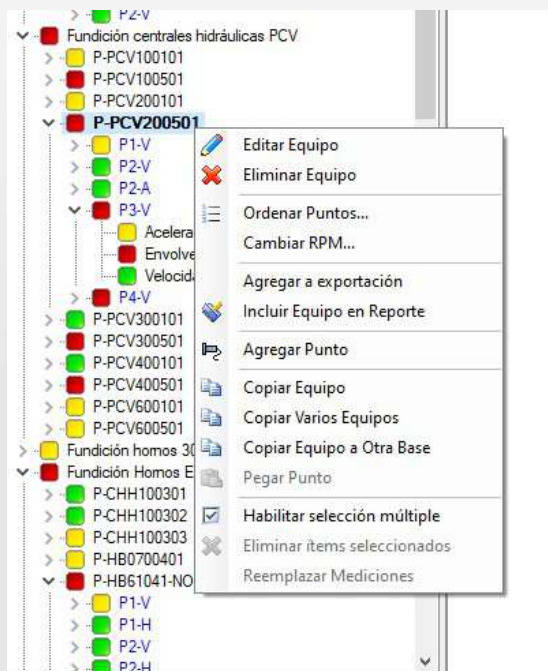 P2-V
Fundición centrales hidráulicas PCV
P-PCV100101
P-PCV100501
P-PCV200101
P-PCV200501
P1-V
P2-V
P2-A
P3-V
Acelera
Envolve
Velocid
P4-V
P-PCV300101
P-PCV300501
P-PCV400101
P-PCV400501
P-PCV600101
P-PCV600501
Fundición hornos 30
Fundición Hornos E
P-CHH100301
P-CHH100302
P-CHH100303
P-HB0700401
P-HB61041-NO
P1-V
P1-H
P2-V
P2-H
Editar Equipo
Eliminar Equipo
Ordenar Puntos...
Cambiar RPM...
Agregar a exportación
Incluir Equipo en Reporte
Agregar Punto
Copiar Equipo
Copiar Varios Equipos
Copiar Equipo a Otra Base
Pegar Punto
Habilitar selección múltiple
Eliminar ítems seleccionados
Reemplazar Mediciones